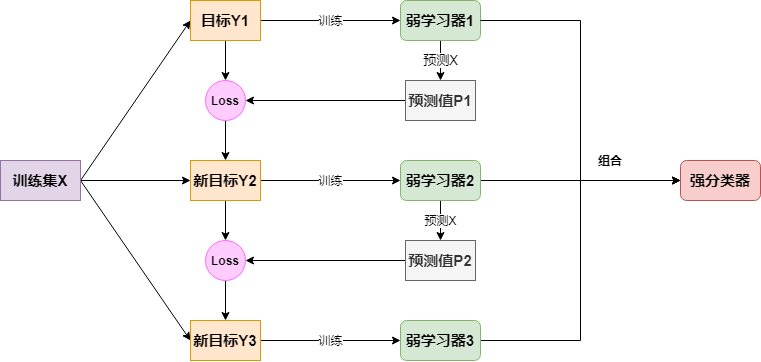 目标Y1
训练
弱学习器1
预测X
Loss
预测值P1
训练集X
新目标Y2
训练
弱学习器2
组合
强分类器
预测X
Loss
预测值P2
新目标Y3
训练
弱学习器3